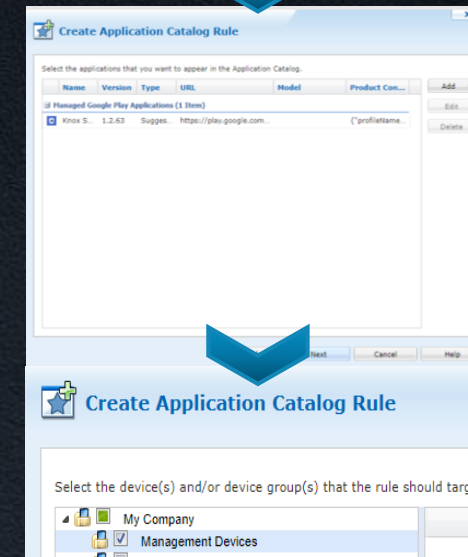 Create Application Catalog Rule
Select the applications that you want to appear in the Application Catalog.
Name Version Type URL Model Product Con...
Managed Google Play Applications (1 Item)
Knox S... 1.2.63 Sugges... https://play.google.com... {"profileName...
Add
Edit
Delete
Next Cancel Help
Create Application Catalog Rule
Select the device(s) and/or device group(s) that the rule should targ
My Company
Management Devices